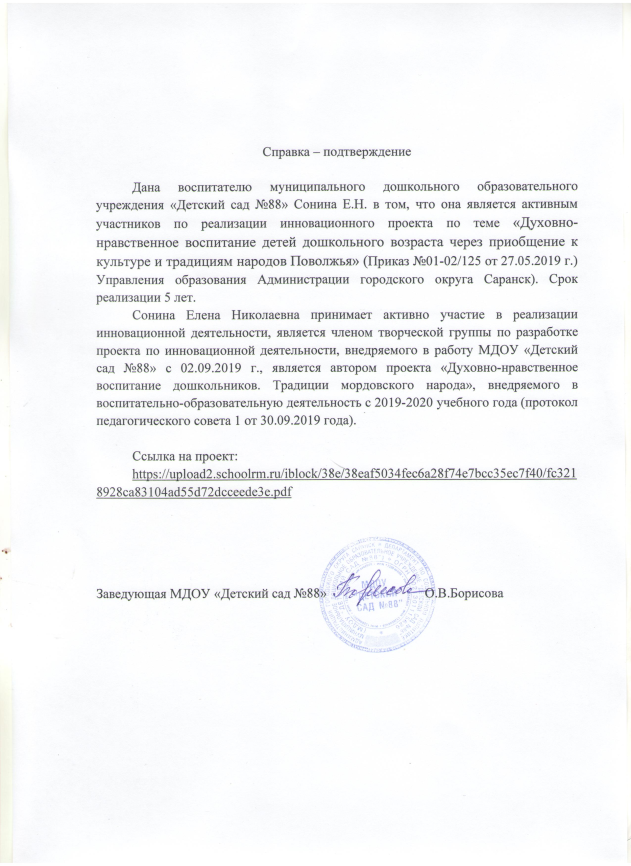 Справка – подтверждение
Дана воспитателю муниципального дошкольного образовательного
учреждения «Детский сад №88» Сонина Е.Н. в том, что она является активным
участников по реализации инновационного проекта по теме «Духовно-
нравственное воспитание детей дошкольного возраста через приобщение к
культуре и традициям народов Поволжья» (Приказ №01-02/125 от 27.05.2019 г.)
Управления образования Администрации городского округа Саранск). Срок
реализации 5 лет.
Сонина Елена Николаевна принимает активно участие в реализации
инновационной деятельности, является членом творческой группы по разработке
проекта по инновационной деятельности, внедряемого в работу МДОУ «Детский
сад №88» с 02.09.2019 г., является автором проекта «Духовно-нравственное
воспитание дошкольников. Традиции мордовского народа», внедряемого в
воспитательно-образовательную деятельность с 2019-2020 учебного года (протокол
педагогического совета 1 от 30.09.2019 года).
Ссылка на проект:
https://upload2.schoolrm.ru/iblock/38e/38eaf5034fec6a28f74e7bcc35ec7f40/fc321
8928ca83104ad55d72dcceede3e.pdf
Заведующая МДОУ «Детский сад №88» О.В.Борисова
МДОУ
САД №88"